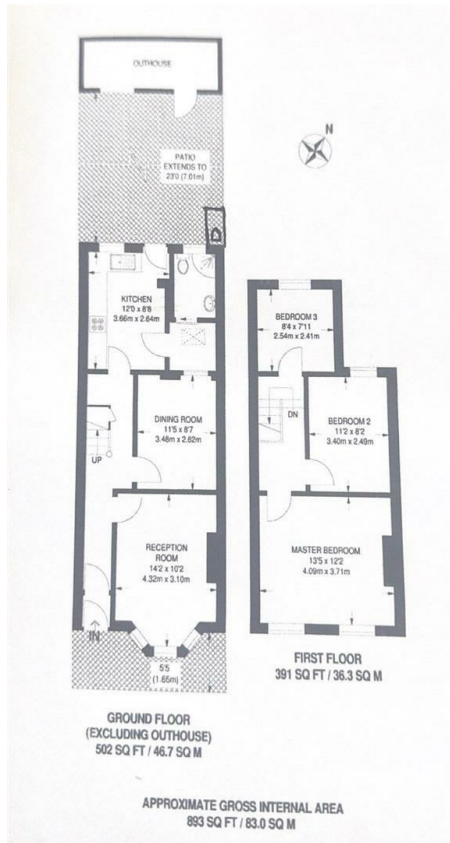 OUTHOUSE
N
PATIO
EXTENDS TO
23'0 (7.01m)
D
KITCHEN
12'0 x 8'8
3.66m x 2.64m
DINING ROOM
11'5 x 8'7
3.48m x 2.62m
UP
RECEPTION
ROOM
14'2 x 10'2
4.32m x 3.10m
IN
5'5
(1.65m)
GROUND FLOOR
(EXCLUDING OUTHOUSE)
502 SQ FT / 46.7 SQ M
BEDROOM 3
8'4 x 7'11
2.54m x 2.41m
DN
BEDROOM 2
11'2 x 8'2
3.40m x 2.49m
MASTER BEDROOM
13'5 x 12'2
4.09m x 3.71m
FIRST FLOOR
391 SQ FT / 36.3 SQ M
APPROXIMATE GROSS INTERNAL AREA
893 SQ FT / 83.0 SQ M